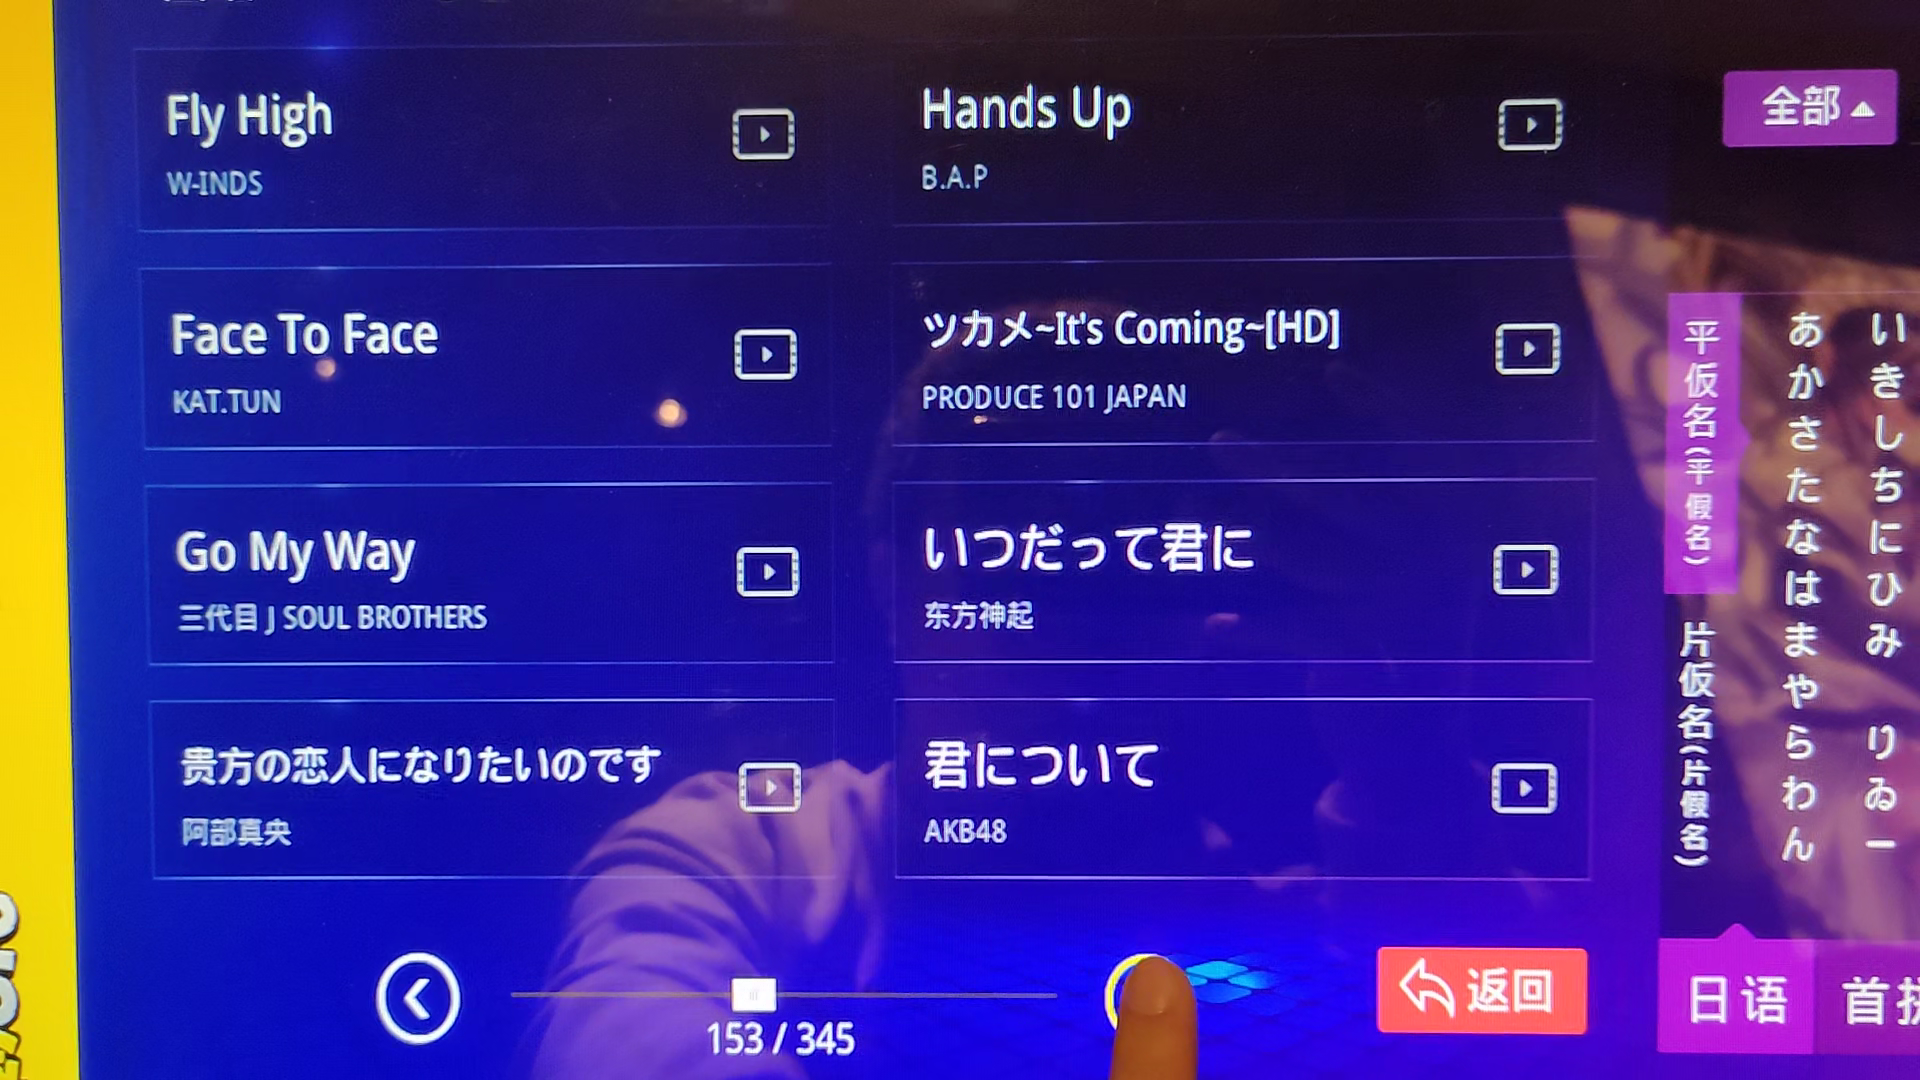 Fly High
W-INDS
Hands Up
B.A.P
Face To Face
KAT.TUN
ツカメ~It's Coming~[HD]
PRODUCE 101 JAPAN
Go My Way
三代目 J SOUL BROTHERS
いつだって君に
东方神起
贵方の恋人になりたいのです
阿部真央
君について
AKB48
153 / 345
返回
全部
平仮名(平假名)
片仮名(片假名)
あ い
か き
さ し
た ち
な に
は ひ
ま み
や
ら り
わ ゐ
ん ー
日语
首